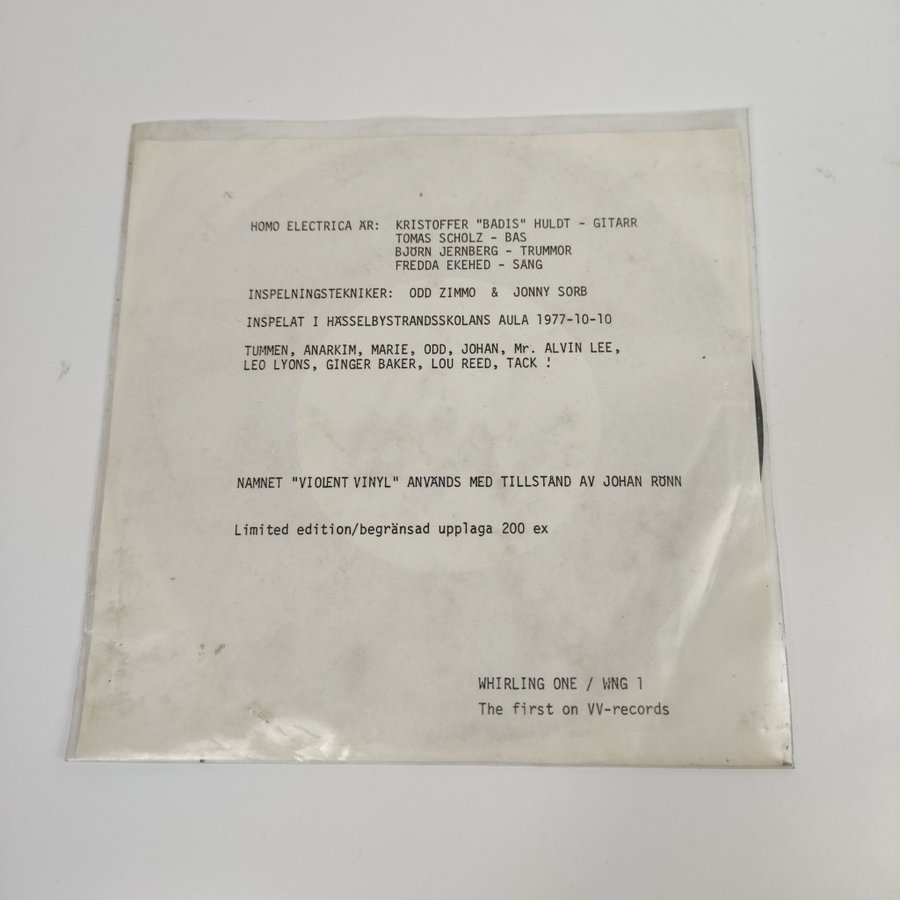 HOMO ELECTRICA ÄR: KRISTOFFER "BADIS" HULDT - GITARR
TOMAS SCHOLZ - BAS
BJÖRN JERNBERG - TRUMMOR
FREDDA EKEHED - SÅNG
INSPELNINGSTEKNIKER: ODD ZIMMO & JONNY SORB
INSPELAT I HÄSSELBYSTRANDSSKOLANS AULA 1977-10-10
TUMMEN, ANARKIM, MARIE, ODD, JOHAN, Mr. ALVIN LEE,
LEO LYONS, GINGER BAKER, LOU REED, TACK !
NAMNET "VIOLENT VINYL" ANVÄNDS MED TILLSTÅND AV JOHAN RÖNN
Limited edition/begränsad upplaga 200 ex
WHIRLING ONE / WNG 1
The first on VV-records